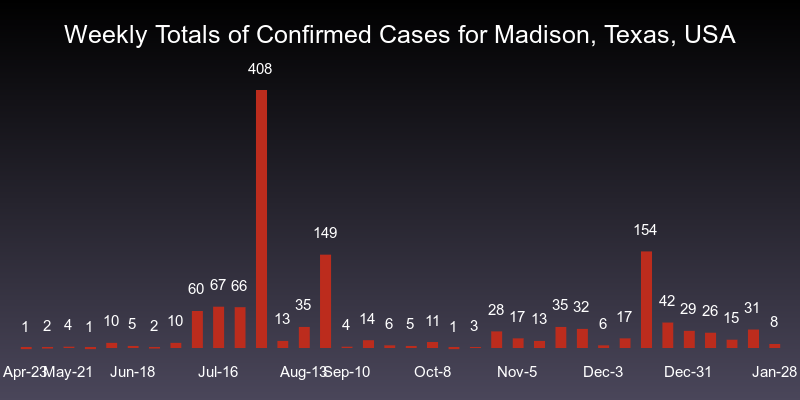 Weekly Totals of Confirmed Cases for Madison, Texas, USA
408
149
154
60 67 66
13 35
1 2 4 1 10 5 2 10
4 14 6 5 11 1 3 28 17 13 35 32 6 17
42 29 26 15 31 8
Apr-23 May-21 Jun-18 Jul-16 Aug-13 Sep-10 Oct-8 Nov-5 Dec-3 Dec-31 Jan-28